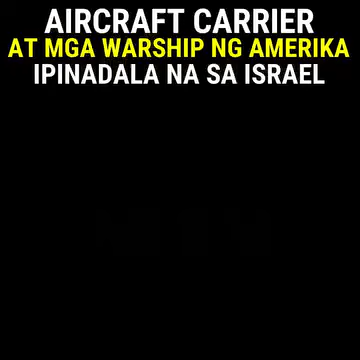 AIRCRAFT CARRIER
AT MGA WARSHIP NG AMERIKA
IPINADALA NA SA ISRAEL